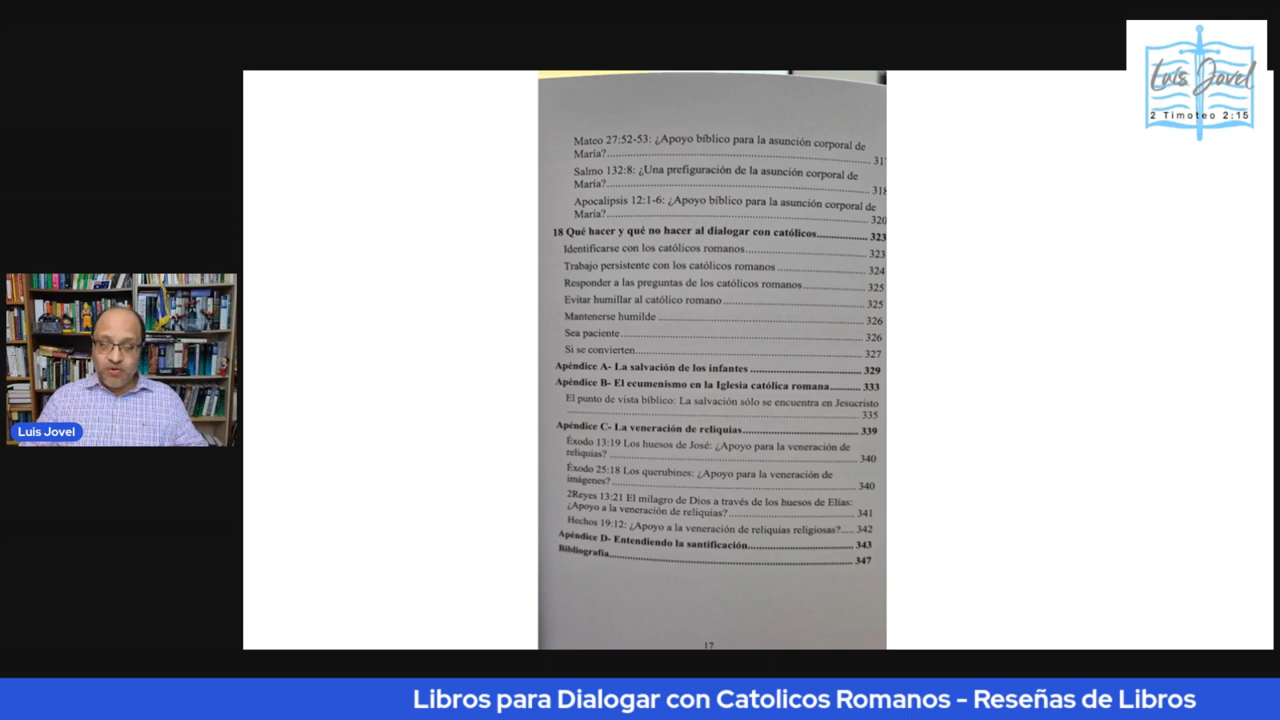 Luis Jovel
2 Timoteo 2:15
Mateo 27:52-53: ¿Apoyo bíblico para la asunción corporal de
María?.......... 317
Salmo 132:8: ¿Una prefiguración de la asunción corporal de
María?.......... 318
Apocalipsis 12:1-6: ¿Apoyo bíblico para la asunción corporal de
María?.......... 320
18 Qué hacer y qué no hacer al dialogar con católicos.......... 323
Identificarse con los católicos romanos.......... 323
Trabajo persistente con los católicos romanos .......... 324
Responder a las preguntas de los católicos romanos.......... 325
Evitar humillar al católico romano .......... 325
Mantenerse humilde .......... 326
Sea paciente.......... 326
Si se convierten.......... 327
Apéndice A- La salvación de los infantes .......... 329
Apéndice B- El ecumenismo en la Iglesia católica romana.......... 333
El punto de vista bíblico: La salvación sólo se encuentra en Jesucristo
.......... 335
Apéndice C- La veneración de reliquias.......... 339
Éxodo 13:19 Los huesos de José: ¿Apoyo para la veneración de
reliquias? .......... 340
Éxodo 25:18 Los querubines: ¿Apoyo para la veneración de
imágenes? .......... 340
2Reyes 13:21 El milagro de Dios a través de los huesos de Elías:
¿Apoyo a la veneración de reliquias? .......... 341
Hechos 19:12: ¿Apoyo a la veneración de reliquias religiosas?..... 342
Apéndice D- Entendiendo la santificación.......... 343
Bibliografía.......... 347
17
Luis Jovel
Libros para Dialogar con Catolicos Romanos - Reseñas de Libros